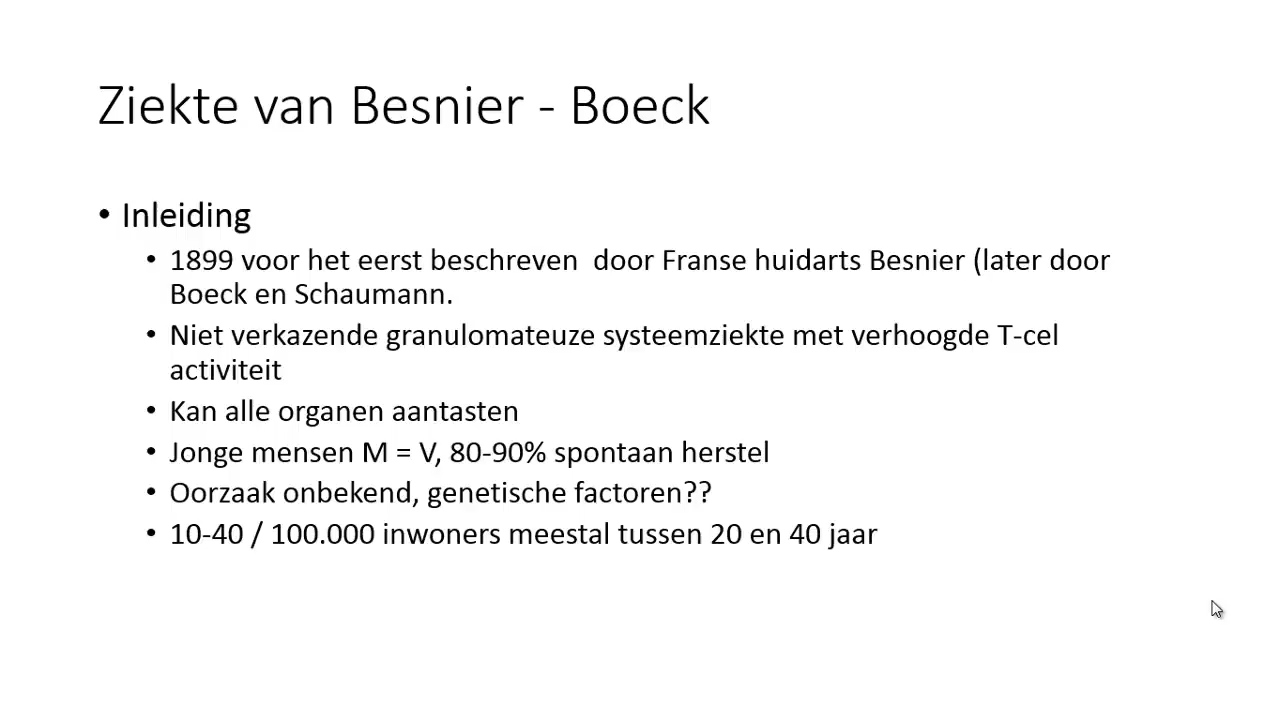 Ziekte van Besnier - Boeck
• Inleiding
• 1899 voor het eerst beschreven  door Franse huidarts Besnier (later door
Boeck en Schaumann.
• Niet verkazende granulomateuze systeemziekte met verhoogde T-cel
activiteit
• Kan alle organen aantasten
• Jonge mensen M = V, 80-90% spontaan herstel
• Oorzaak onbekend, genetische factoren??
• 10-40 / 100.000 inwoners meestal tussen 20 en 40 jaar